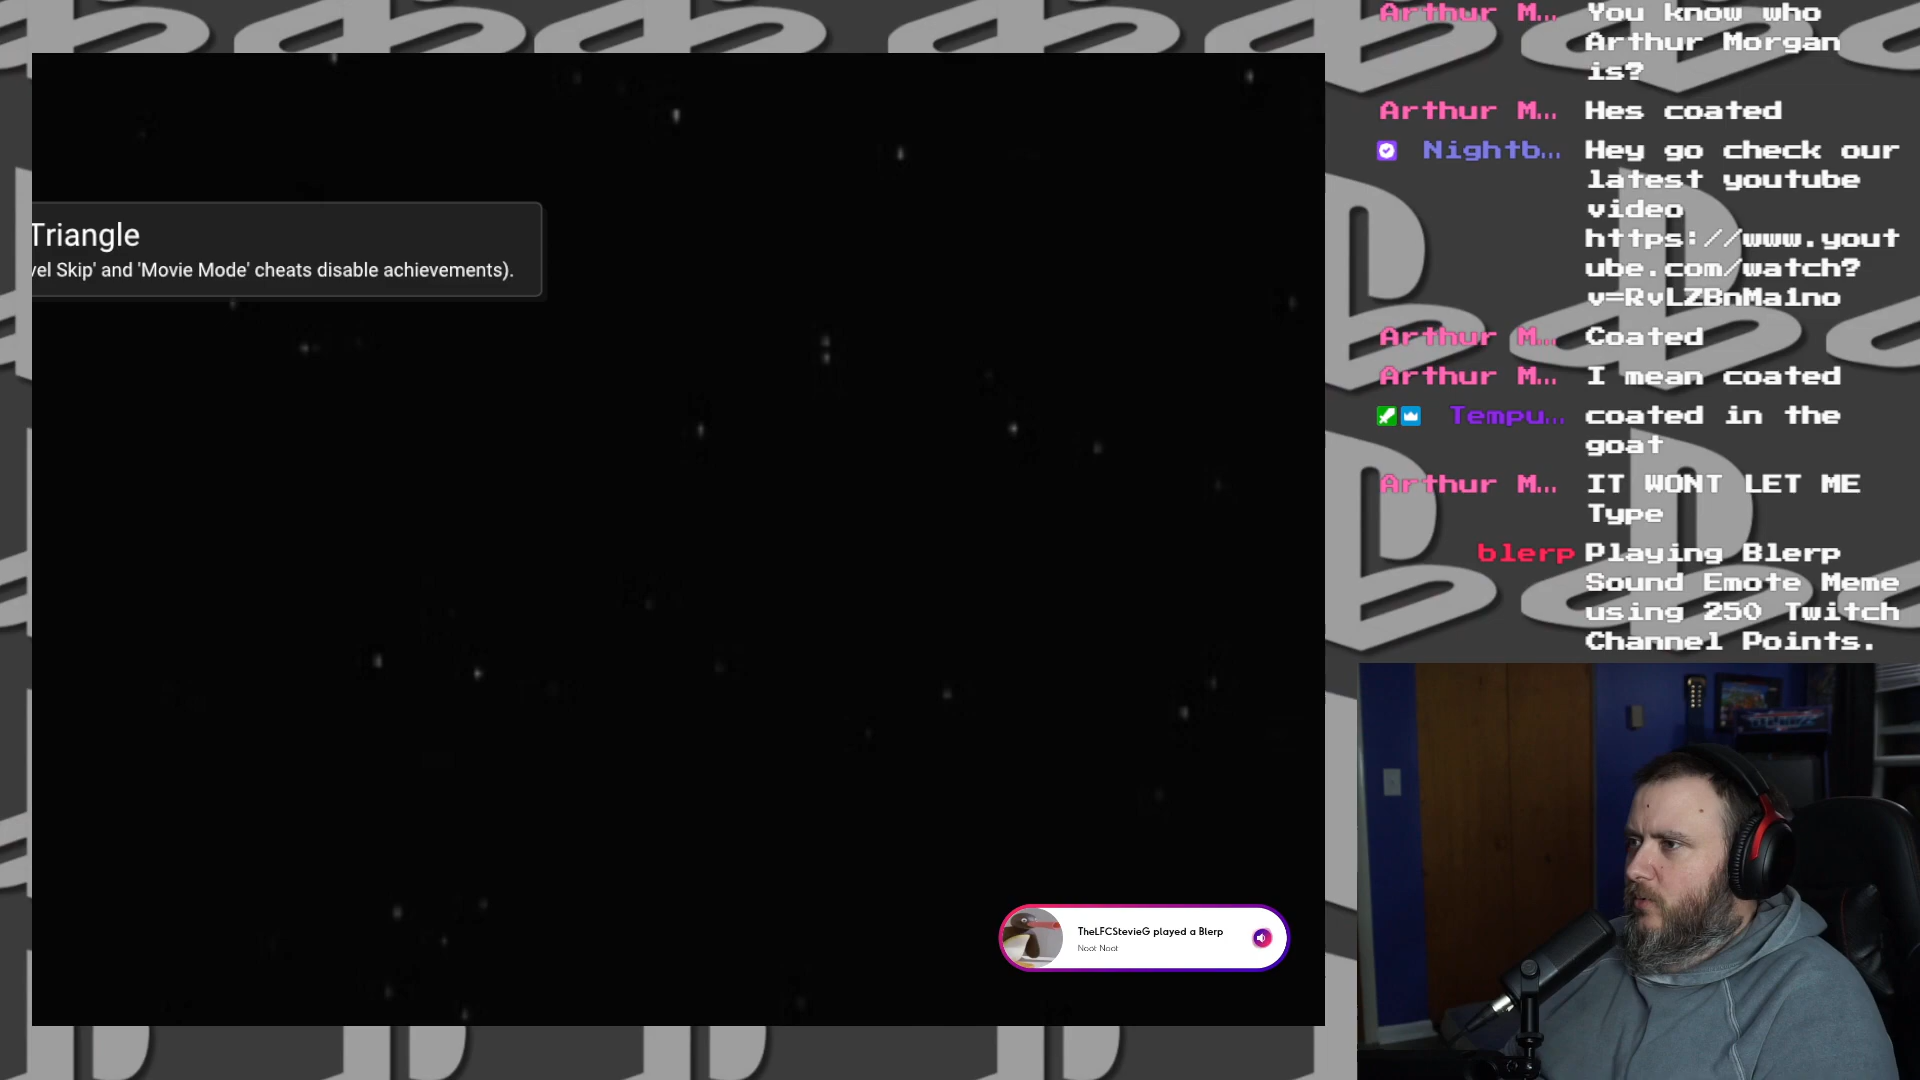 Triangle
vel Skip' and 'Movie Mode' cheats disable achievements).
TheLFCStevieG played a Blerp
Noot Noot
Arthur M… You know who
Arthur Morgan
is?
Arthur M… Hes coated
Nightb… Hey go check our
latest youtube
video
https://www.yout
ube.com/watch?
v=RvLZBnMa1no
Arthur M… Coated
Arthur M… I mean coated
Tempu… coated in the
goat
Arthur M… IT WONT LET ME
Type
blerp Playing Blerp
Sound Emote Meme
using 250 Twitch
Channel Points.